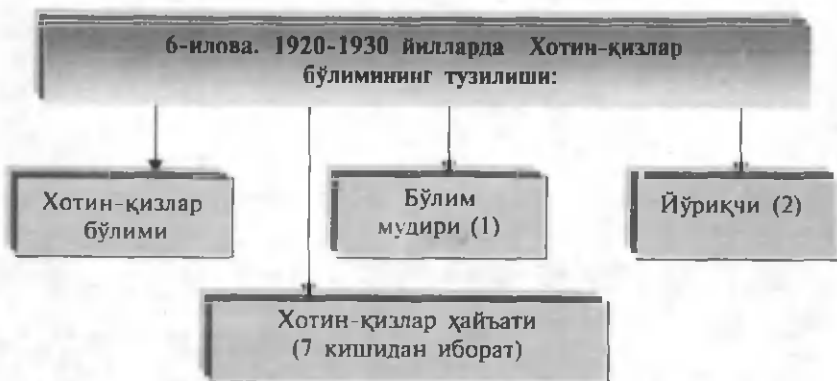 6-илова. 1920-1930 йилларда Хотин-қизлар
бўлимининг тузилиши:
Хотин-қизлар
бўлими
Бўлим
мудири (1)
Йўриқчи (2)
Хотин-қизлар ҳайъати
(7 кишидан иборат)